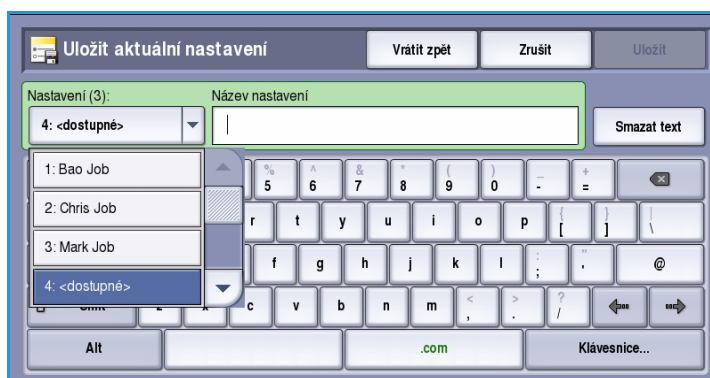 Uložit aktuální nastavení
Vrátit zpět
Zrušit
Uložit
Nastavení (3):
Název nastavení
4: <dostupné>
Smazat text
1: Bao Job
2: Chris Job
3: Mark Job
4: <dostupné>
% 5 ^ 6 & 7 * 8 ( 9 ) 0 _ - + =
r t y u i o p { [ } ] | \
f g h j k l : ; " ' @
c v b n m < , > . ? /
Alt .com Klávesnice...